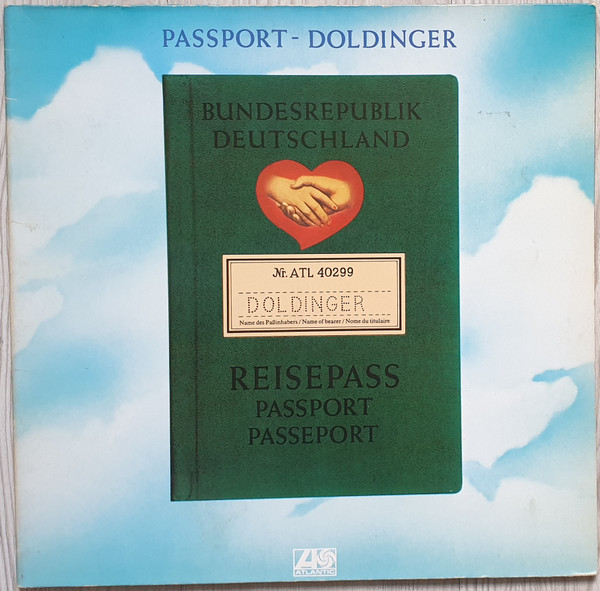 PASSPORT - DOLDINGER
BUNDESREPUBLIK
DEUTSCHLAND
Nr. ATL 40299
DOLDINGER
Name des Paßinhabers / Name of bearer / Nome du titulaire
REISEPASS
PASSPORT
PASSEPORT
ATLANTIC